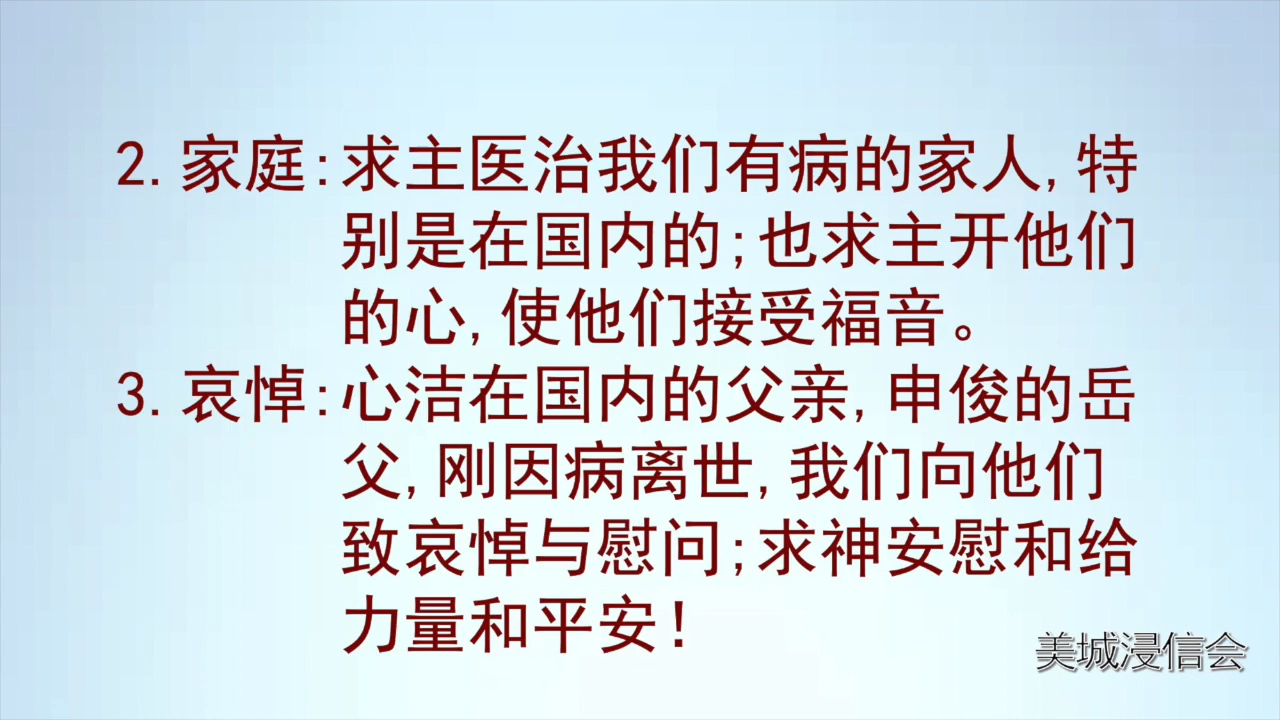 2.家庭:求主医治我们有病的家人,特
别是在国内的;也求主开他们
的心,使他们接受福音。
3.哀悼:心洁在国内的父亲,申俊的岳
父,刚因病离世,我们向他们
致哀悼与慰问;求神安慰和给
力量和平安!
美城浸信会